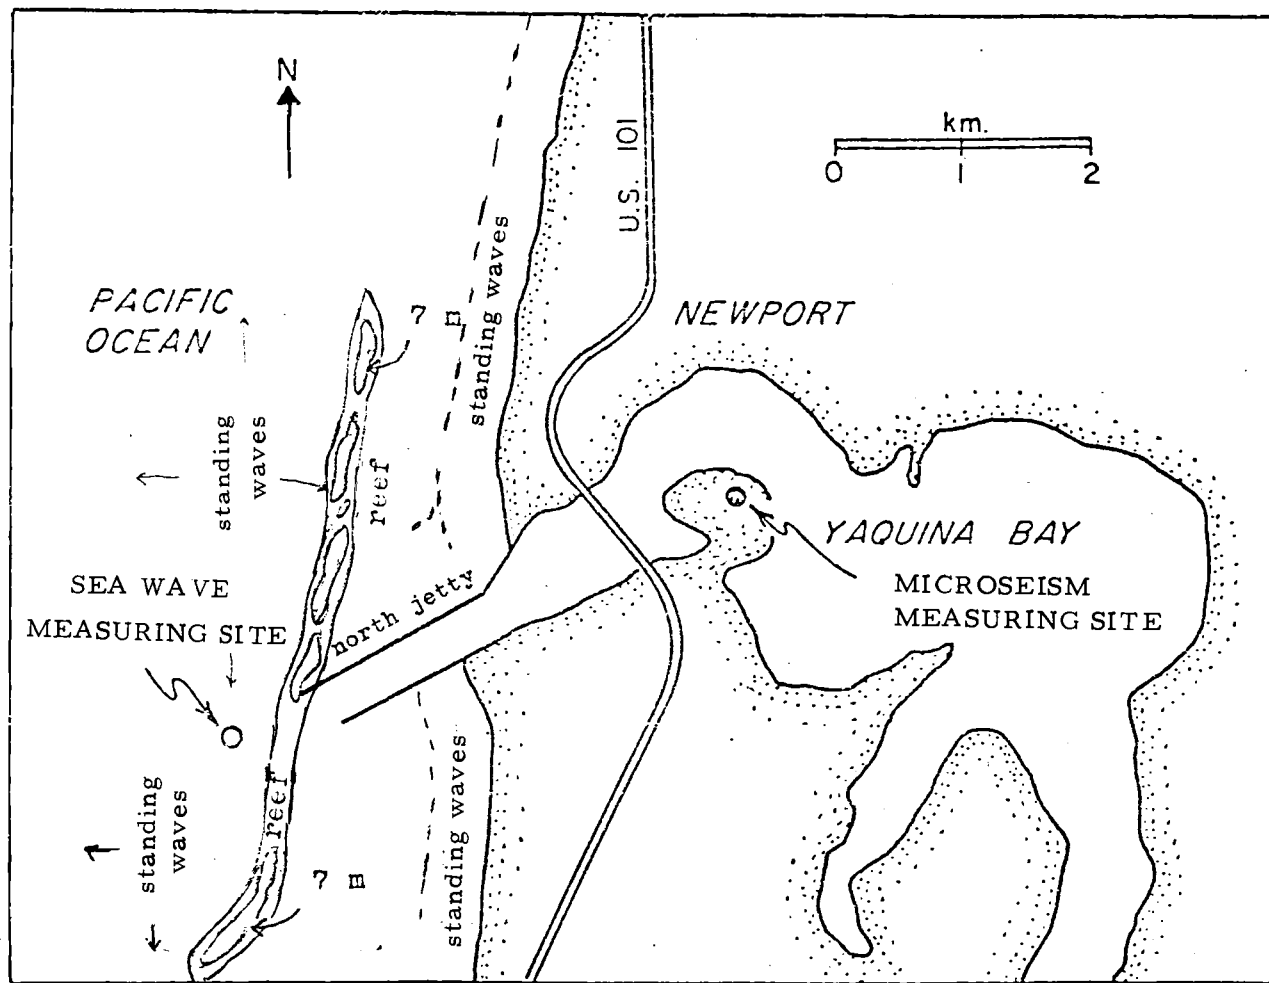 N
km.
0 1 2
U.S. 101
standing waves
PACIFIC
OCEAN
7 m
NEWPORT
standing
waves
reef
YAQUINA BAY
SEA WAVE
MEASURING SITE
north jetty
MICROSEISM
MEASURING SITE
reef
standing
waves
standing waves
7 m